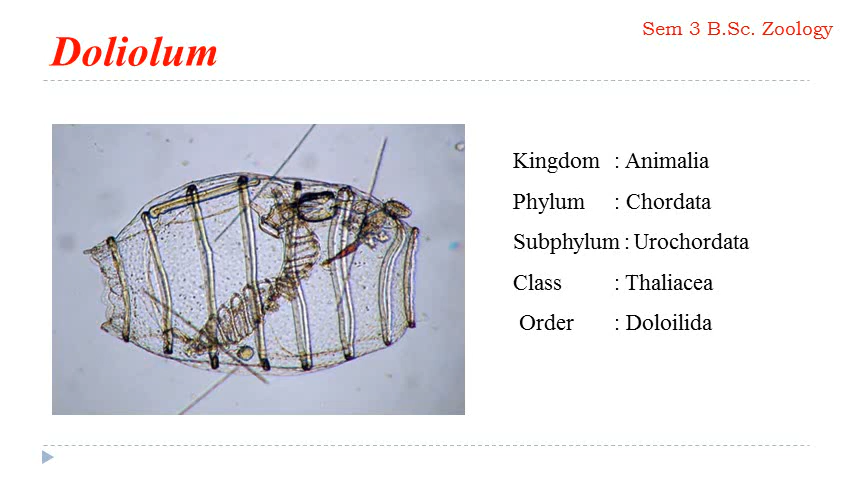 Sem 3 B.Sc. Zoology
Doliolum
Kingdom : Animalia
Phylum : Chordata
Subphylum : Urochordata
Class : Thaliacea
Order : Doloilida